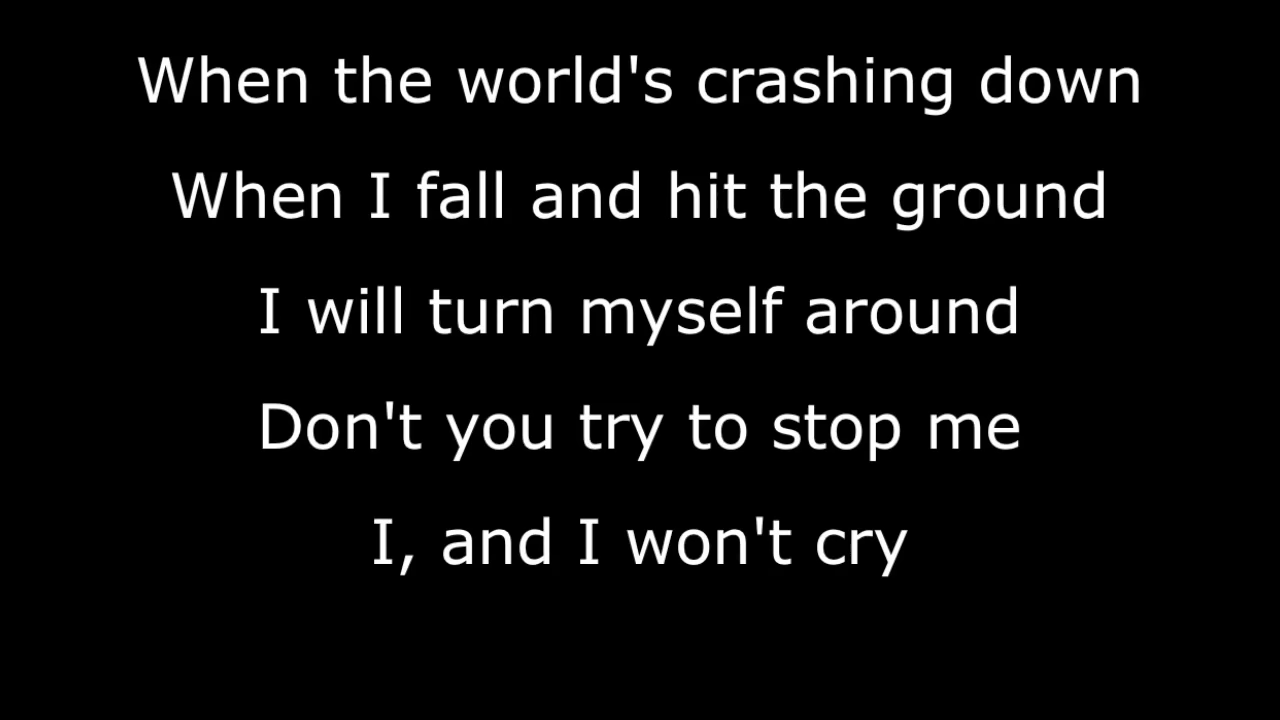 When the world's crashing down
When I fall and hit the ground
I will turn myself around
Don't you try to stop me
I, and I won't cry